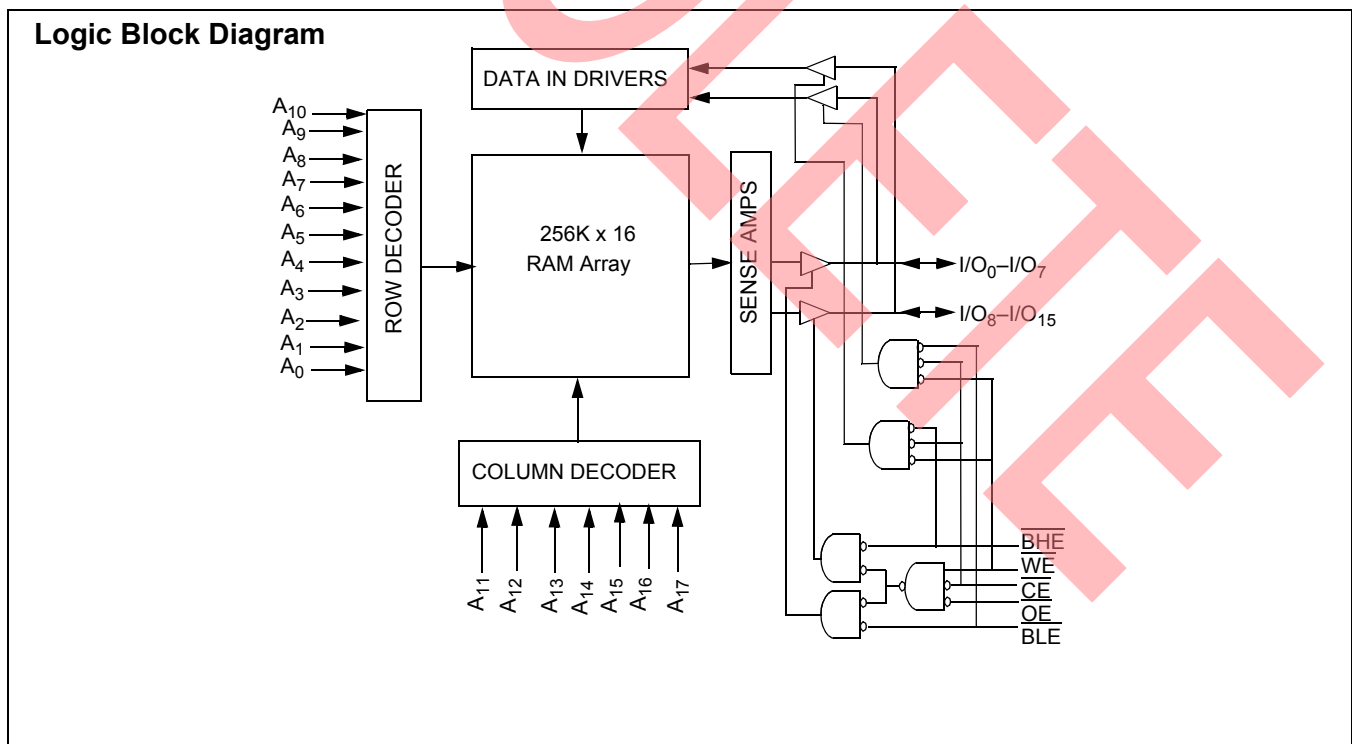 Logic Block Diagram
DATA IN DRIVERS
A10
A9
A8
A7
A6
A5
A4
A3
A2
A1
A0
ROW DECODER
256K x 16
RAM Array
SENSE AMPS
I/O0–I/O7
I/O8–I/O15
COLUMN DECODER
A11
A12
A13
A14
A15
A16
A17
BHE
WE
CE
OE
BLE